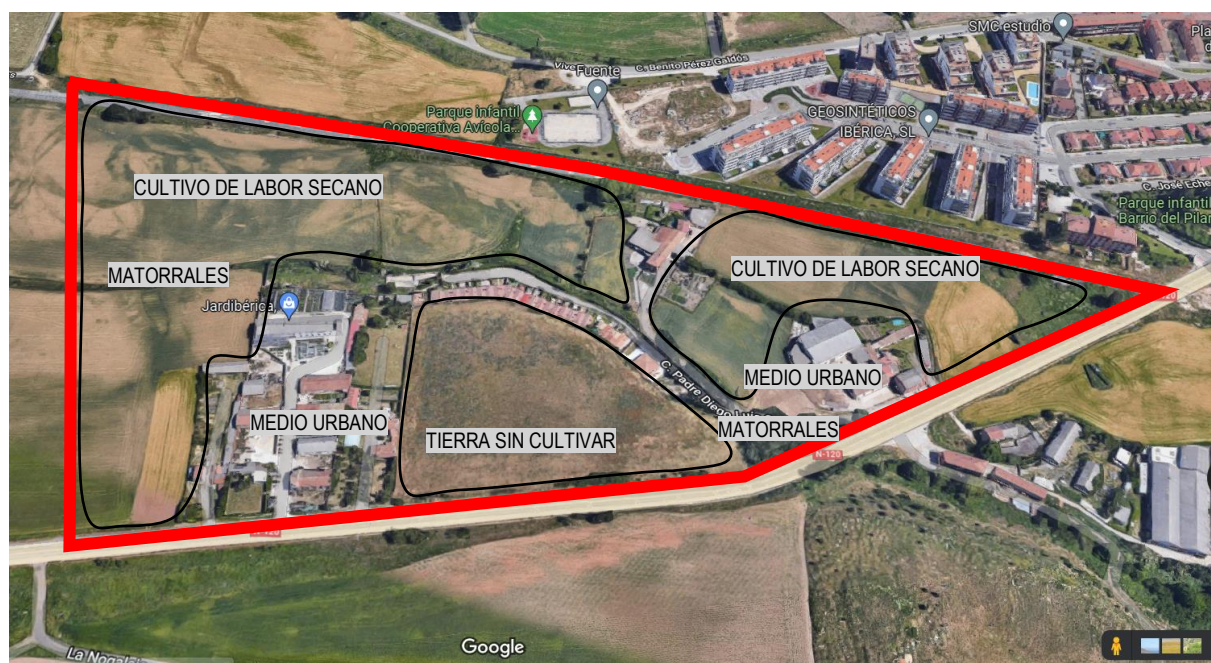 SMC estudio
Pla
d
C. Benito Pérez Galdós
Vive
Fuente
Parque infantil
Cooperativa Avícola...
GEOSINTÉTICOS
IBÉRICA, SL
C. José Eche
Parque infantil
Barrio del Pilar
CULTIVO DE LABOR SECANO
CULTIVO DE LABOR SECANO
MATORRALES
Jardibérica
MEDIO URBANO
C. Padre Diego Luis
MEDIO URBANO
TIERRA SIN CULTIVAR
MATORRALES
N-120
N-120
Google